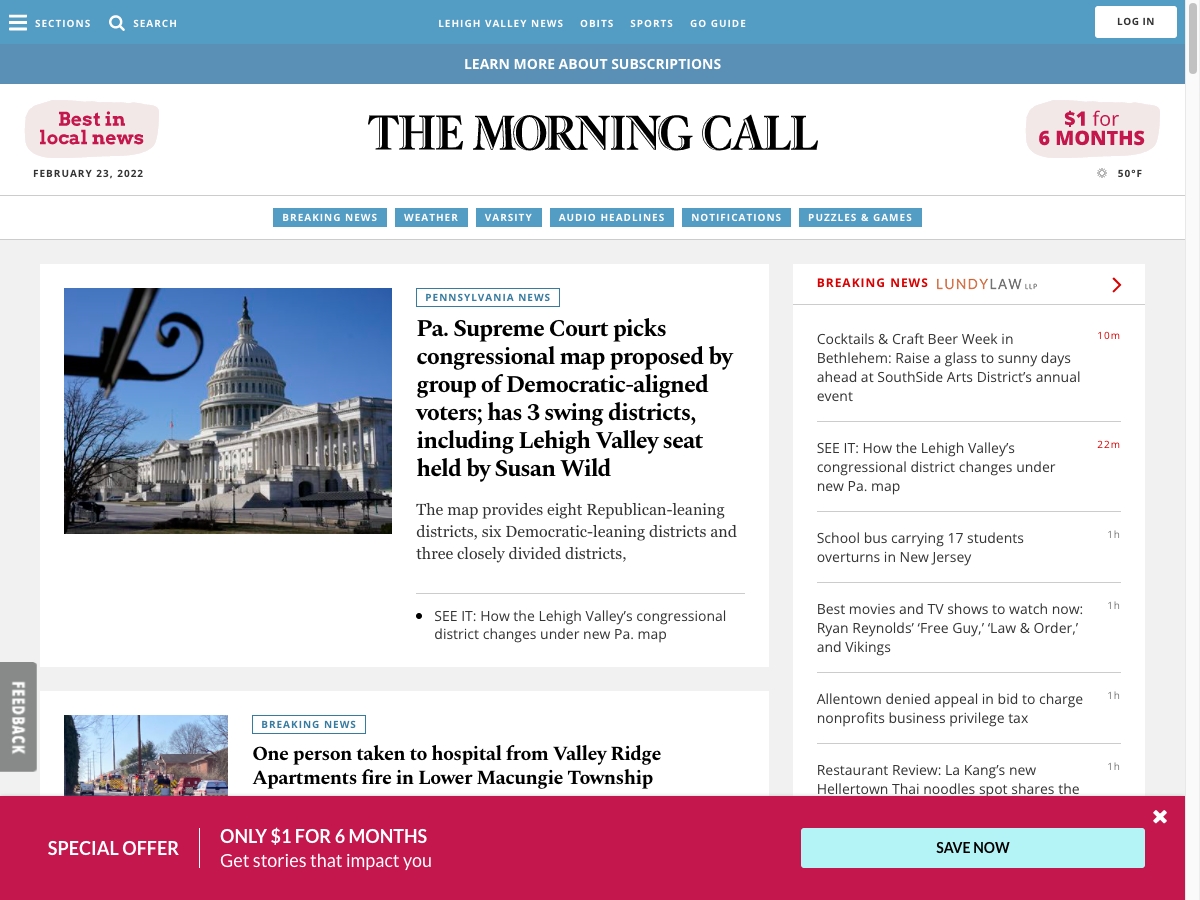 SECTIONS
SEARCH
LEHIGH VALLEY NEWS
OBITS
SPORTS
GO GUIDE
LOG IN
LEARN MORE ABOUT SUBSCRIPTIONS
Best in
local news
FEBRUARY 23, 2022
THE MORNING CALL
$1 for
6 MONTHS
50°F
BREAKING NEWS
WEATHER
VARSITY
AUDIO HEADLINES
NOTIFICATIONS
PUZZLES & GAMES
PENNSYLVANIA NEWS
Pa. Supreme Court picks
congressional map proposed by
group of Democratic-aligned
voters; has 3 swing districts,
including Lehigh Valley seat
held by Susan Wild
The map provides eight Republican-leaning
districts, six Democratic-leaning districts and
three closely divided districts,
SEE IT: How the Lehigh Valley’s congressional
district changes under new Pa. map
BREAKING NEWS
One person taken to hospital from Valley Ridge
Apartments fire in Lower Macungie Township
BREAKING NEWS LUNDYLAW LLP
Cocktails & Craft Beer Week in
10m
Bethlehem: Raise a glass to sunny days
ahead at SouthSide Arts District’s annual
event
SEE IT: How the Lehigh Valley’s
22m
congressional district changes under
new Pa. map
School bus carrying 17 students
1h
overturns in New Jersey
Best movies and TV shows to watch now:
1h
Ryan Reynolds’ ‘Free Guy,’ ‘Law & Order,’
and Vikings
Allentown denied appeal in bid to charge
1h
nonprofits business privilege tax
Restaurant Review: La Kang’s new
1h
Hellertown Thai noodles spot shares the
FEEDBACK
SPECIAL OFFER
ONLY $1 FOR 6 MONTHS
Get stories that impact you
SAVE NOW